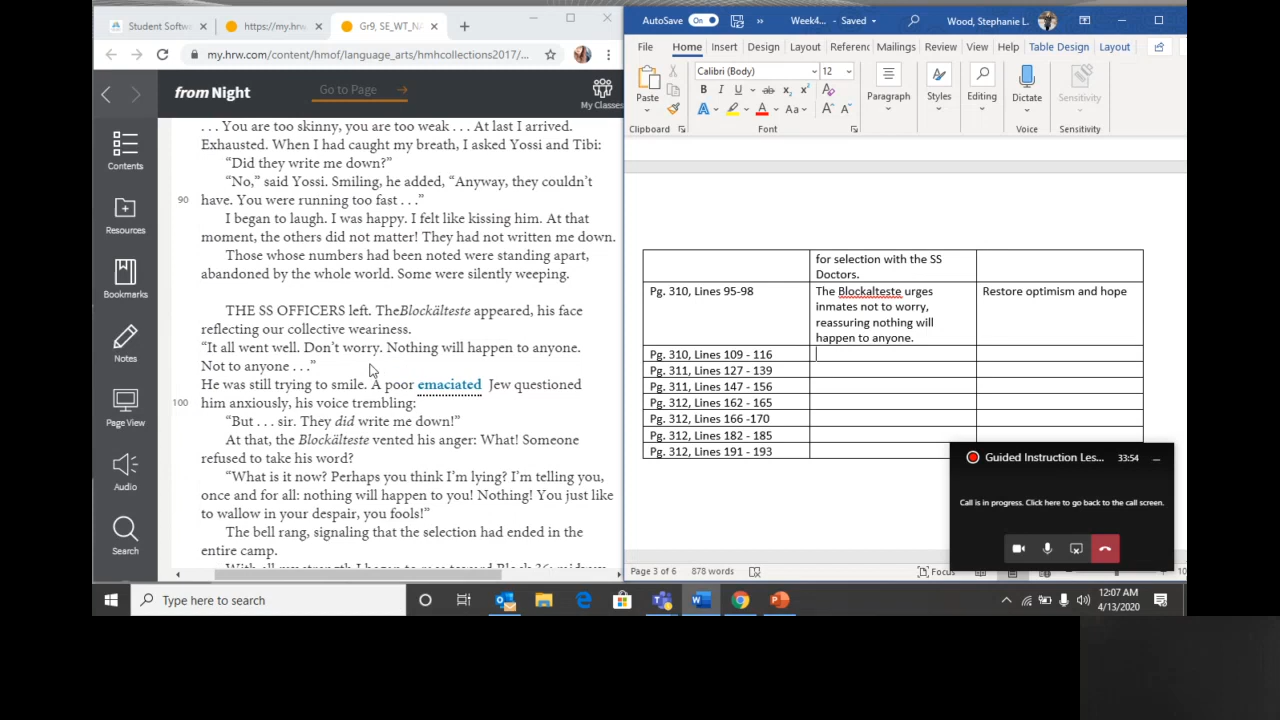 Student Softw
https://my.hrw
Gr9, SE_WT_NA
my.hrw.com/content/hmof/language_arts/hmhcollections2017/...
from Night
Go to Page
My Classes
Contents
Resources
Bookmarks
Notes
Page View
Audio
Search
. . . You are too skinny, you are too weak . . . At last I arrived.
Exhausted. When I had caught my breath, I asked Yossi and Tibi:
“Did they write me down?”
“No,” said Yossi. Smiling, he added, “Anyway, they couldn’t
90 have. You were running too fast . . .”
I began to laugh. I was happy. I felt like kissing him. At that
moment, the others did not matter! They had not written me down.
Those whose numbers had been noted were standing apart,
abandoned by the whole world. Some were silently weeping.
THE SS OFFICERS left. TheBlockälteste appeared, his face
reflecting our collective weariness.
“It all went well. Don’t worry. Nothing will happen to anyone.
Not to anyone . . .”
He was still trying to smile. A poor emaciated Jew questioned
100 him anxiously, his voice trembling:
“But . . . sir. They did write me down!”
At that, the Blockälteste vented his anger: What! Someone
refused to take his word?
“What is it now? Perhaps you think I’m lying? I’m telling you,
once and for all: nothing will happen to you! Nothing! You just like
to wallow in your despair, you fools!”
The bell rang, signaling that the selection had ended in the
entire camp.
With all my strength I began to race toward Block 36; midway
AutoSave On Week4... - Saved Wood, Stephanie L.
File Home Insert Design Layout Referenc Mailings Review View Help Table Design Layout
Calibri (Body) 12
Paste Paragraph Styles Editing Dictate Sensitivity
Clipboard Font Voice Sensitivity
for selection with the SS
Doctors.
Pg. 310, Lines 95-98 The Blockalteste urges Restore optimism and hope
inmates not to worry,
reassuring nothing will
happen to anyone.
Pg. 310, Lines 109 - 116
Pg. 311, Lines 127 - 139
Pg. 311, Lines 147 - 156
Pg. 312, Lines 162 - 165
Pg. 312, Lines 166 -170
Pg. 312, Lines 182 - 185
Pg. 312, Lines 191 - 193
Guided Instruction Les... 33:54
Call is in progress. Click here to go back to the call screen.
Page 3 of 6 878 words Focus
Type here to search
12:07 AM
4/13/2020